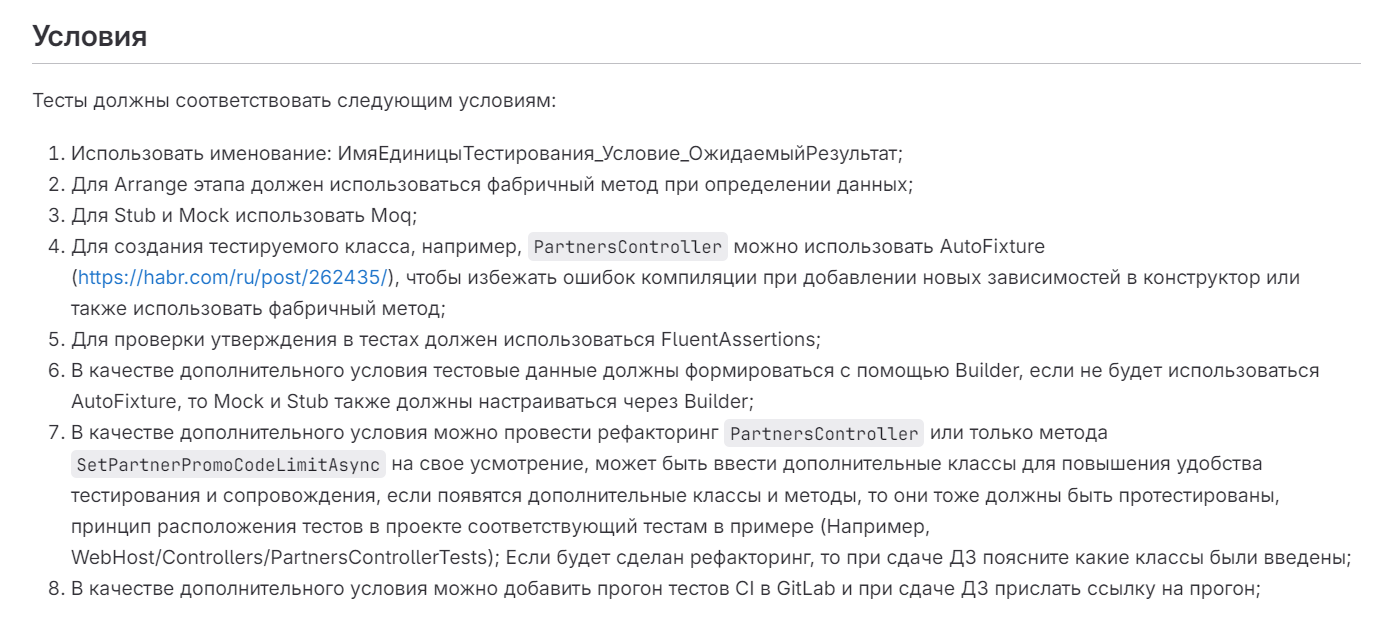 Условия
Тесты должны соответствовать следующим условиям:
1. Использовать именование: ИмяЕдиницыТестирования_Условие_ОжидаемыйРезультат;
2. Для Arrange этапа должен использоваться фабричный метод при определении данных;
3. Для Stub и Mock использовать Moq;
4. Для создания тестируемого класса, например, PartnersController можно использовать AutoFixture
(https://habr.com/ru/post/262435/), чтобы избежать ошибок компиляции при добавлении новых зависимостей в конструктор или
также использовать фабричный метод;
5. Для проверки утверждения в тестах должен использоваться FluentAssertions;
6. В качестве дополнительного условия тестовые данные должны формироваться с помощью Builder, если не будет использоваться
AutoFixture, то Mock и Stub также должны настраиваться через Builder;
7. В качестве дополнительного условия можно провести рефакторинг PartnersController или только метода
SetPartnerPromoCodeLimitAsync на свое усмотрение, может быть ввести дополнительные классы для повышения удобства
тестирования и сопровождения, если появятся дополнительные классы и методы, то они тоже должны быть протестированы,
принцип расположения тестов в проекте соответствующий тестам в примере (Например,
WebHost/Controllers/PartnersControllerTests); Если будет сделан рефакторинг, то при сдаче ДЗ поясните какие классы были введены;
8. В качестве дополнительного условия можно добавить прогон тестов CI в GitLab и при сдаче ДЗ прислать ссылку на прогон;